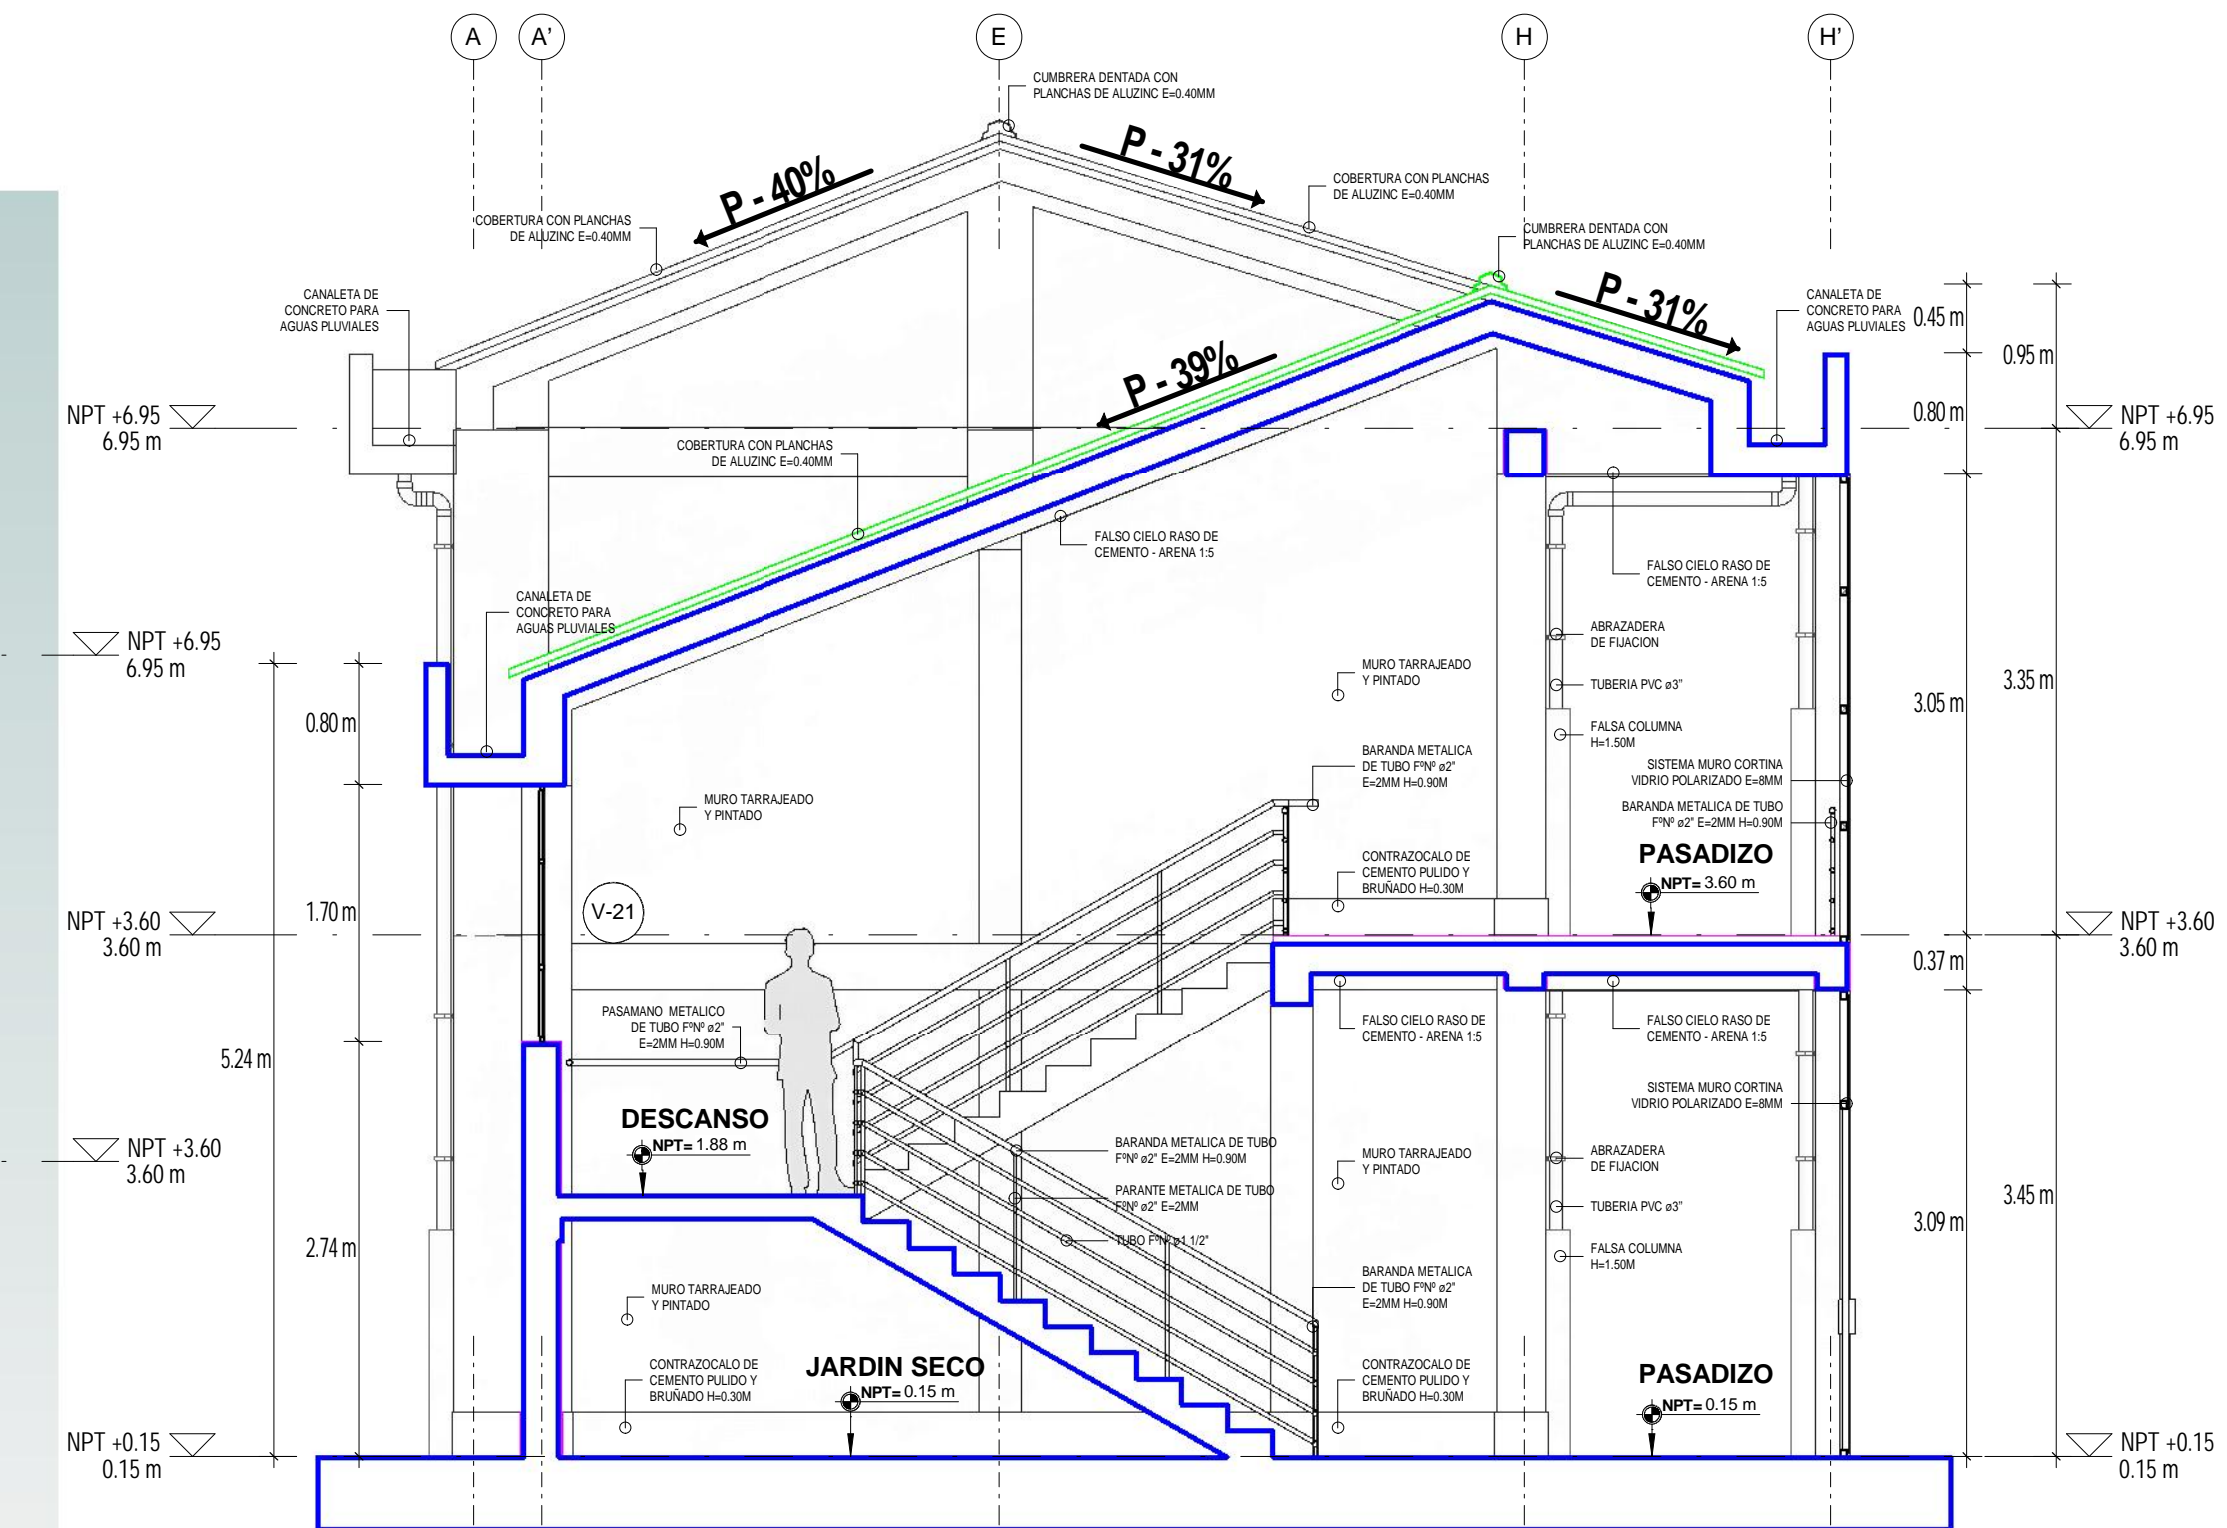 A
A'
E
H
H'
CUMBRERA DENTADA CON
PLANCHAS DE ALUZINC E=0.40MM
P - 40%
P - 31%
COBERTURA CON PLANCHAS
DE ALUZINC E=0.40MM
COBERTURA CON PLANCHAS
DE ALUZINC E=0.40MM
CUMBRERA DENTADA CON
PLANCHAS DE ALUZINC E=0.40MM
P - 31%
CANALETA DE
CONCRETO PARA
AGUAS PLUVIALES
CANALETA DE
CONCRETO PARA
AGUAS PLUVIALES
0.45 m
0.95 m
P - 39%
0.80 m
NPT +6.95
6.95 m
NPT +6.95
6.95 m
COBERTURA CON PLANCHAS
DE ALUZINC E=0.40MM
FALSO CIELO RASO DE
CEMENTO - ARENA 1:5
FALSO CIELO RASO DE
CEMENTO - ARENA 1:5
CANALETA DE
CONCRETO PARA
AGUAS PLUVIALES
NPT +6.95
6.95 m
ABRAZADERA
DE FIJACION
MURO TARRAJEADO
Y PINTADO
TUBERIA PVC ø3"
3.35 m
3.05 m
0.80 m
FALSA COLUMNA
H=1.50M
BARANDA METALICA
DE TUBO FºNº ø2"
E=2MM H=0.90M
SISTEMA MURO CORTINA
VIDRIO POLARIZADO E=8MM
MURO TARRAJEADO
Y PINTADO
BARANDA METALICA DE TUBO
FºNº ø2" E=2MM H=0.90M
PASADIZO
NPT= 3.60 m
CONTRAZOCALO DE
CEMENTO PULIDO Y
BRUÑADO H=0.30M
1.70 m
V-21
NPT +3.60
3.60 m
NPT +3.60
3.60 m
0.37 m
PASAMANO METALICO
DE TUBO FºNº ø2"
E=2MM H=0.90M
FALSO CIELO RASO DE
CEMENTO - ARENA 1:5
FALSO CIELO RASO DE
CEMENTO - ARENA 1:5
5.24 m
SISTEMA MURO CORTINA
VIDRIO POLARIZADO E=8MM
DESCANSO
NPT= 1.88 m
NPT +3.60
3.60 m
BARANDA METALICA DE TUBO
FºNº ø2" E=2MM H=0.90M
MURO TARRAJEADO
Y PINTADO
ABRAZADERA
DE FIJACION
PARANTE METALICA DE TUBO
FºNº ø2" E=2MM
TUBERIA PVC ø3"
3.45 m
3.09 m
TUBO FºNº ø1 1/2"
2.74 m
FALSA COLUMNA
H=1.50M
BARANDA METALICA
DE TUBO FºNº ø2"
E=2MM H=0.90M
MURO TARRAJEADO
Y PINTADO
CONTRAZOCALO DE
CEMENTO PULIDO Y
BRUÑADO H=0.30M
JARDIN SECO
NPT= 0.15 m
CONTRAZOCALO DE
CEMENTO PULIDO Y
BRUÑADO H=0.30M
PASADIZO
NPT= 0.15 m
NPT +0.15
0.15 m
NPT +0.15
0.15 m